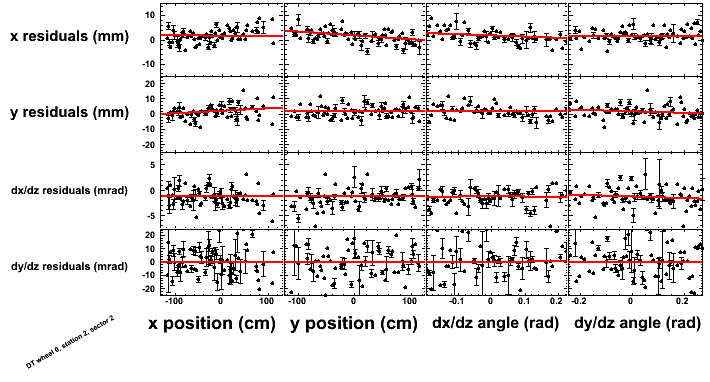 x residuals (mm)
10
0
-10
y residuals (mm)
20
10
0
-10
-20
dx/dz residuals (mrad)
5
0
-5
dy/dz residuals (mrad)
20
10
0
-10
-20
-100 0 100 -100 0 100 -0.1 0 0.1 0.2 -0.2 0 0.2
x position (cm) y position (cm) dx/dz angle (rad) dy/dz angle (rad)
DT wheel 0, station 2, sector 2